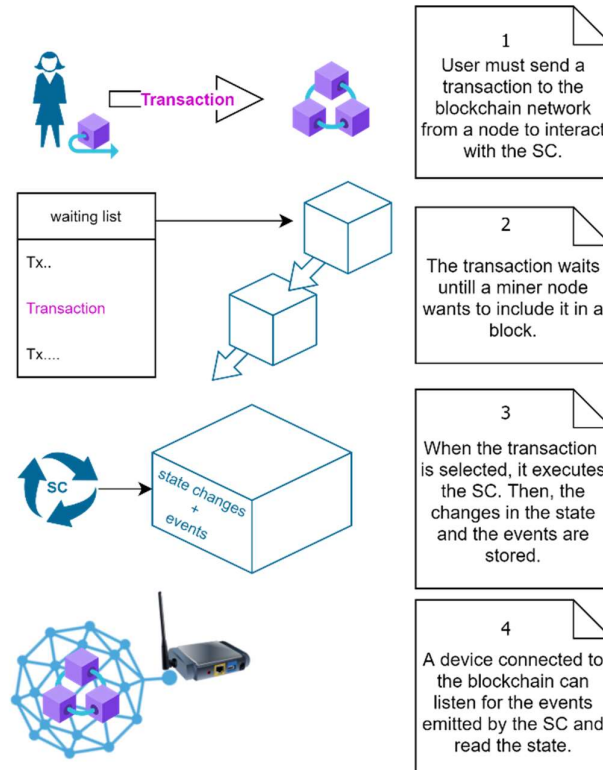 Transaction
1
User must send a
transaction to the
blockchain network
from a node to interact
with the SC.
waiting list
Tx..
Transaction
Tx....
2
The transaction waits
untill a miner node
wants to include it in a
block.
SC
state changes
+
events
3
When the transaction
is selected, it executes
the SC. Then, the
changes in the state
and the events are
stored.
4
A device connected to
the blockchain can
listen for the events
emitted by the SC and
read the state.